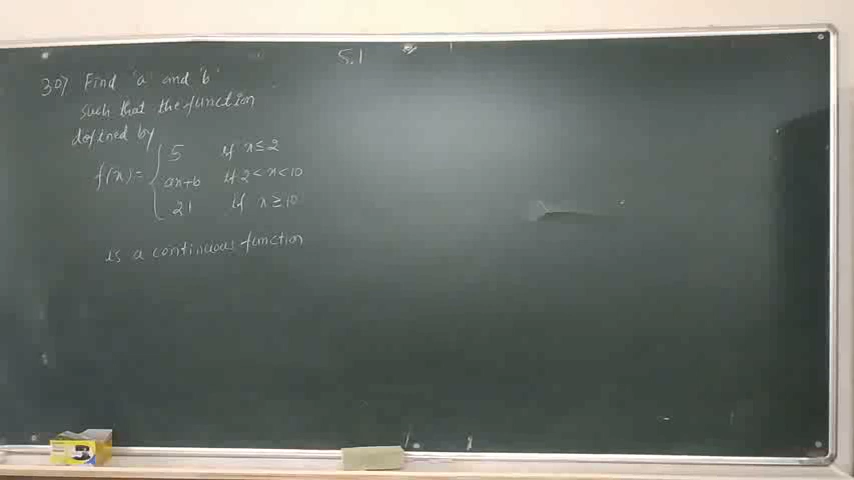 5.1
30) Find 'a' and 'b'
such that the function
defined by
f(x) = { 5 if x ≤ 2
ax+b if 2 < x < 10
21 if x ≥ 10
is a continuous function